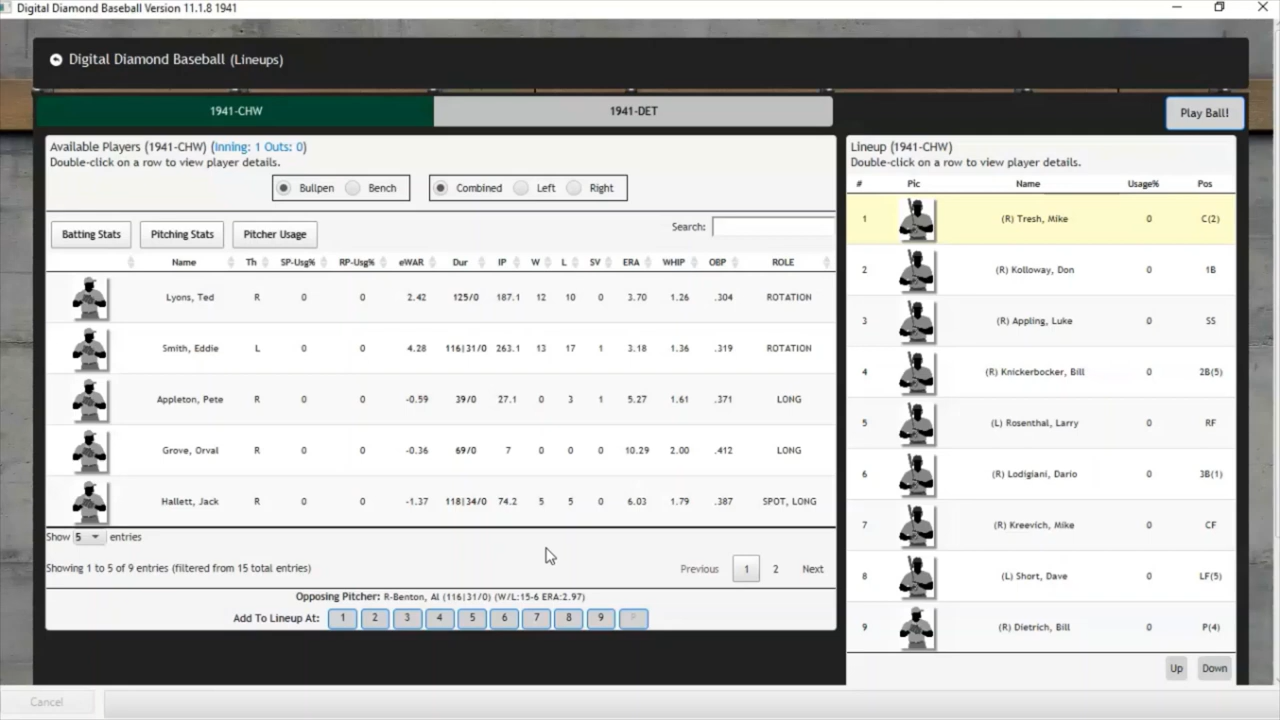 Digital Diamond Baseball Version 11.1.8 1941
Digital Diamond Baseball (Lineups)
1941-CHW 1941-DET Play Ball!
Available Players (1941-CHW) (Inning: 1 Outs: 0)
Double-click on a row to view player details.
Bullpen Bench Combined Left Right
Batting Stats Pitching Stats Pitcher Usage Search:
Name Th SP-Usg% RP-Usg% eWAR Dur IP W L SV ERA WHIP OBP ROLE
Lyons, Ted R 0 0 2.42 125/0 187.1 12 10 0 3.70 1.26 .304 ROTATION
Smith, Eddie L 0 0 4.28 116|31/0 263.1 13 17 1 3.18 1.36 .319 ROTATION
Appleton, Pete R 0 0 -0.59 39/0 27.1 0 3 1 5.27 1.61 .371 LONG
Grove, Orval R 0 0 -0.36 69/0 7 0 0 0 10.29 2.00 .412 LONG
Hallett, Jack R 0 0 -1.37 118|34/0 74.2 5 5 0 6.03 1.79 .387 SPOT, LONG
Show 5 entries
Showing 1 to 5 of 9 entries (filtered from 15 total entries) Previous 1 2 Next
Opposing Pitcher: R-Benton, Al (116|31/0) (W/L:15-6 ERA:2.97)
Add To Lineup At: 1 2 3 4 5 6 7 8 9
Lineup (1941-CHW)
Double-click on a row to view player details.
# Pic Name Usage% Pos
1 (R) Tresh, Mike 0 C(2)
2 (R) Kolloway, Don 0 1B
3 (R) Appling, Luke 0 SS
4 (R) Knickerbocker, Bill 0 2B(5)
5 (L) Rosenthal, Larry 0 RF
6 (R) Lodigiani, Dario 0 3B(1)
7 (R) Kreevich, Mike 0 CF
8 (L) Short, Dave 0 LF(5)
9 (R) Dietrich, Bill 0 P(4)
Up Down
Cancel